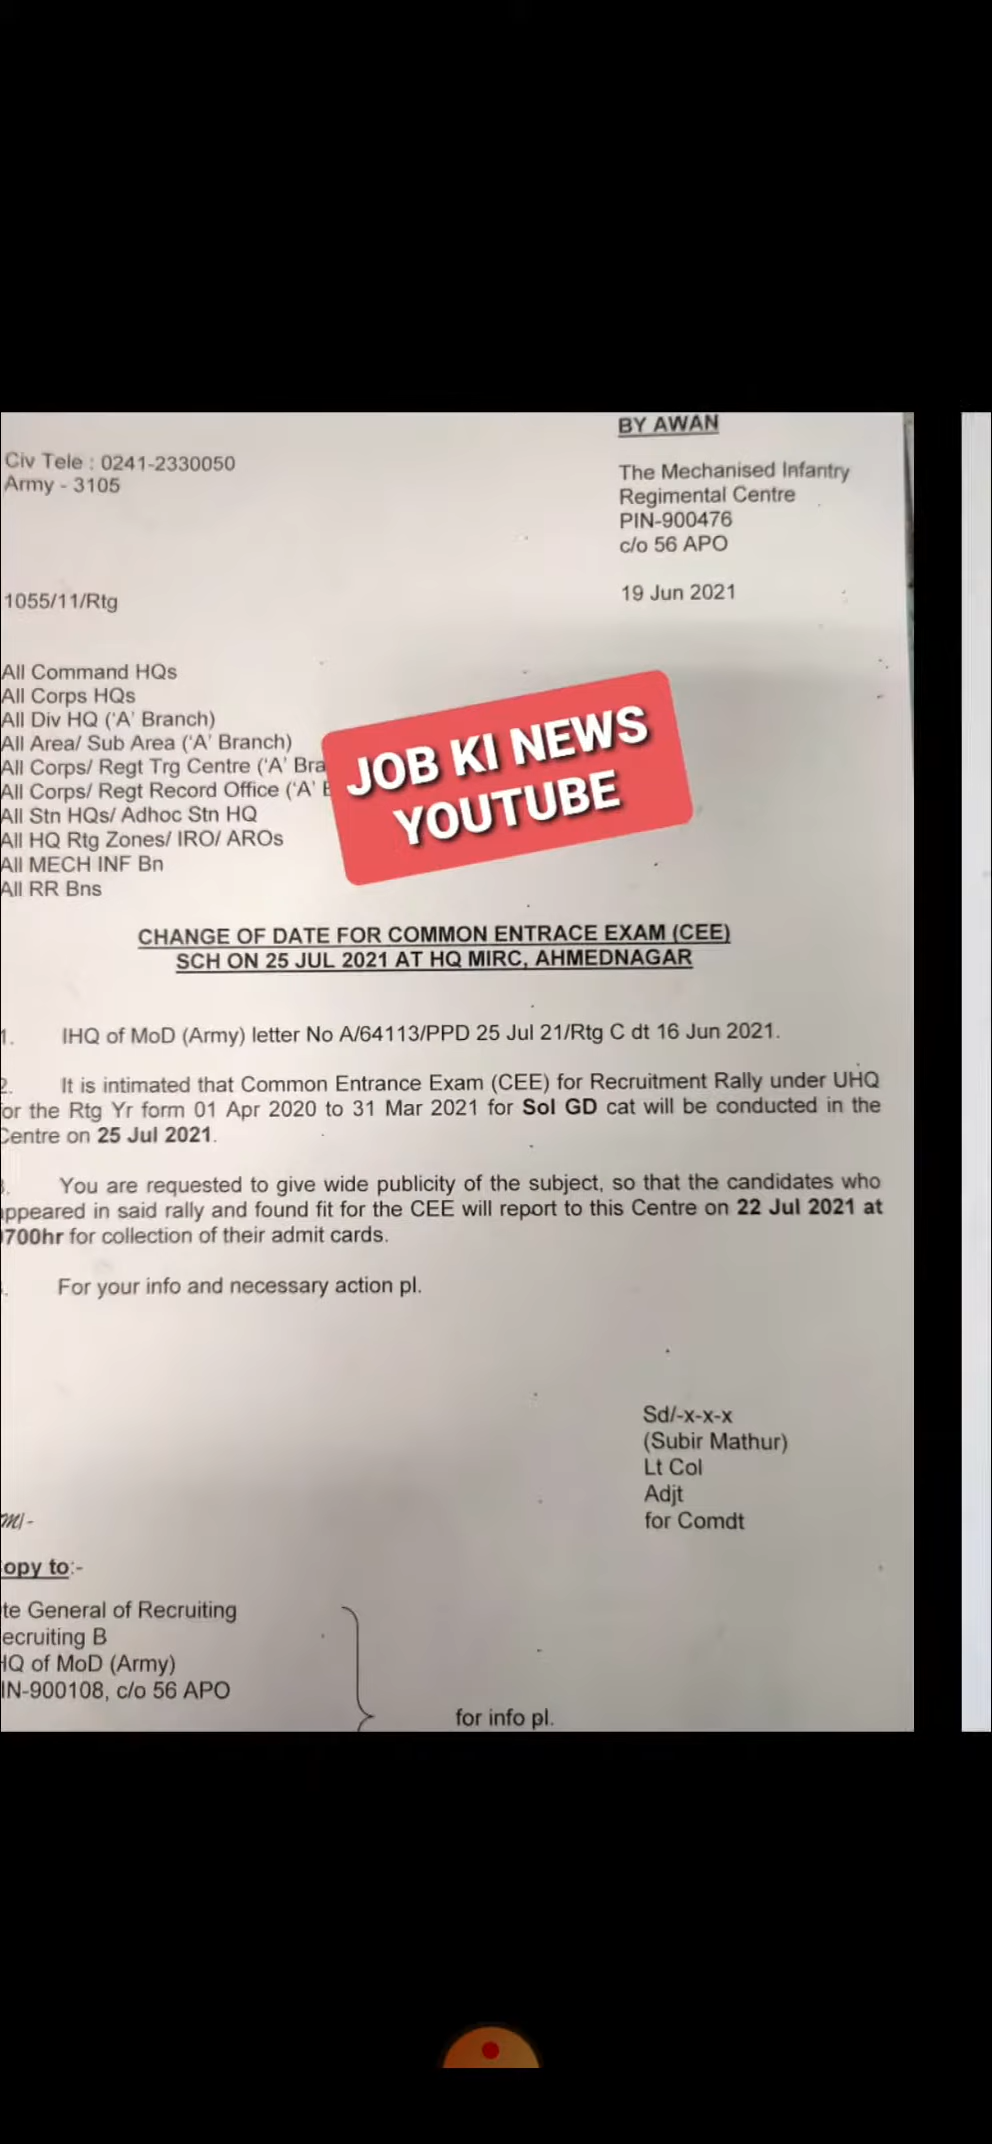 BY AWAN
Civ Tele : 0241-2330050
Army - 3105
The Mechanised Infantry
Regimental Centre
PIN-900476
c/o 56 APO
19 Jun 2021
1055/11/Rtg
All Command HQs
All Corps HQs
All Div HQ ('A' Branch)
All Area/ Sub Area ('A' Branch)
All Corps/ Regt Trg Centre ('A' Bra
All Corps/ Regt Record Office ('A' B
All Stn HQs/ Adhoc Stn HQ
All HQ Rtg Zones/ IRO/ AROs
All MECH INF Bn
All RR Bns
JOB KI NEWS
YOUTUBE
CHANGE OF DATE FOR COMMON ENTRACE EXAM (CEE)
SCH ON 25 JUL 2021 AT HQ MIRC, AHMEDNAGAR
1. IHQ of MoD (Army) letter No A/64113/PPD 25 Jul 21/Rtg C dt 16 Jun 2021.
2. It is intimated that Common Entrance Exam (CEE) for Recruitment Rally under UHQ
or the Rtg Yr form 01 Apr 2020 to 31 Mar 2021 for Sol GD cat will be conducted in the
Centre on 25 Jul 2021.
You are requested to give wide publicity of the subject, so that the candidates who
ppeared in said rally and found fit for the CEE will report to this Centre on 22 Jul 2021 at
700hr for collection of their admit cards.
For your info and necessary action pl.
Sd/-x-x-x
(Subir Mathur)
Lt Col
Adjt
for Comdt
opy to:-
te General of Recruiting
ecruiting B
HQ of MoD (Army)
IN-900108, c/o 56 APO
for info pl.